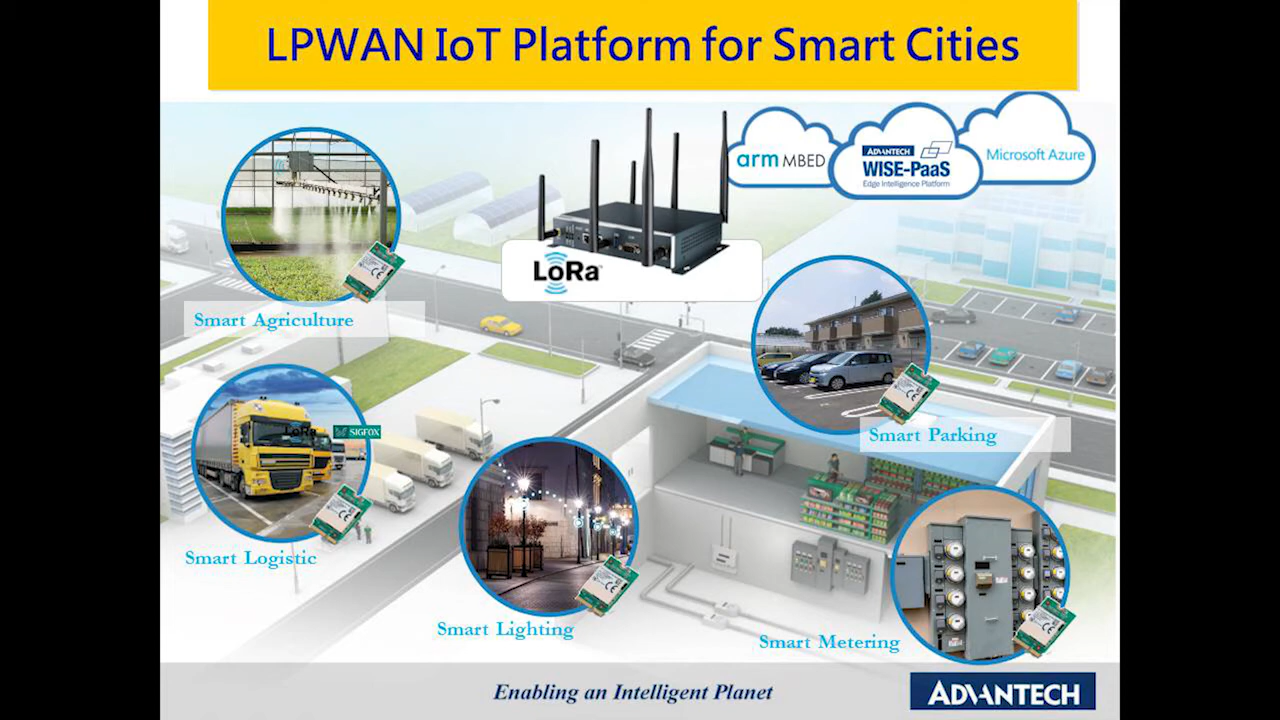 LPWAN IoT Platform for Smart Cities
arm MBED
ADVANTECH
WISE-PaaS
Edge Intelligence Platform
Microsoft Azure
LoRa
Smart Agriculture
Smart Parking
LoRa
SIGFOX
Smart Logistic
Smart Lighting
Smart Metering
Enabling an Intelligent Planet
ADVANTECH